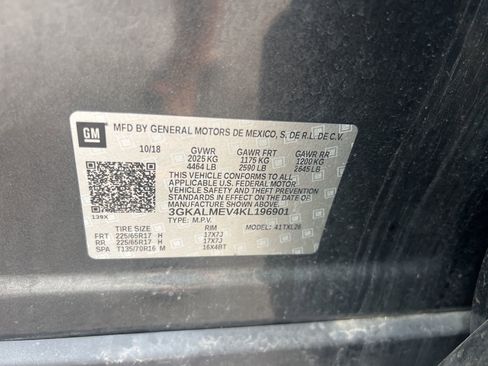 GM
MFD BY GENERAL MOTORS DE MEXICO, S. DE R.L. DE C.V.
10/18 GVWR GAWR FRT GAWR RR
2025 KG 1175 KG 1200 KG
4464 LB 2590 LB 2645 LB
THIS VEHICLE CONFORMS TO ALL
APPLICABLE U.S. FEDERAL MOTOR
VEHICLE SAFETY AND THEFT PREVENTION
STANDARDS IN EFFECT ON THE DATE OF
MANUFACTURE SHOWN ABOVE.
139X 3GKALMEV4KL196901
TYPE: M.P.V. MODEL: 41TXL26
TIRE SIZE RIM
FRT 225/65R17 H 17X7J
RR 225/65R17 H 17X7J
SPA T135/70R16 M 16X4BT